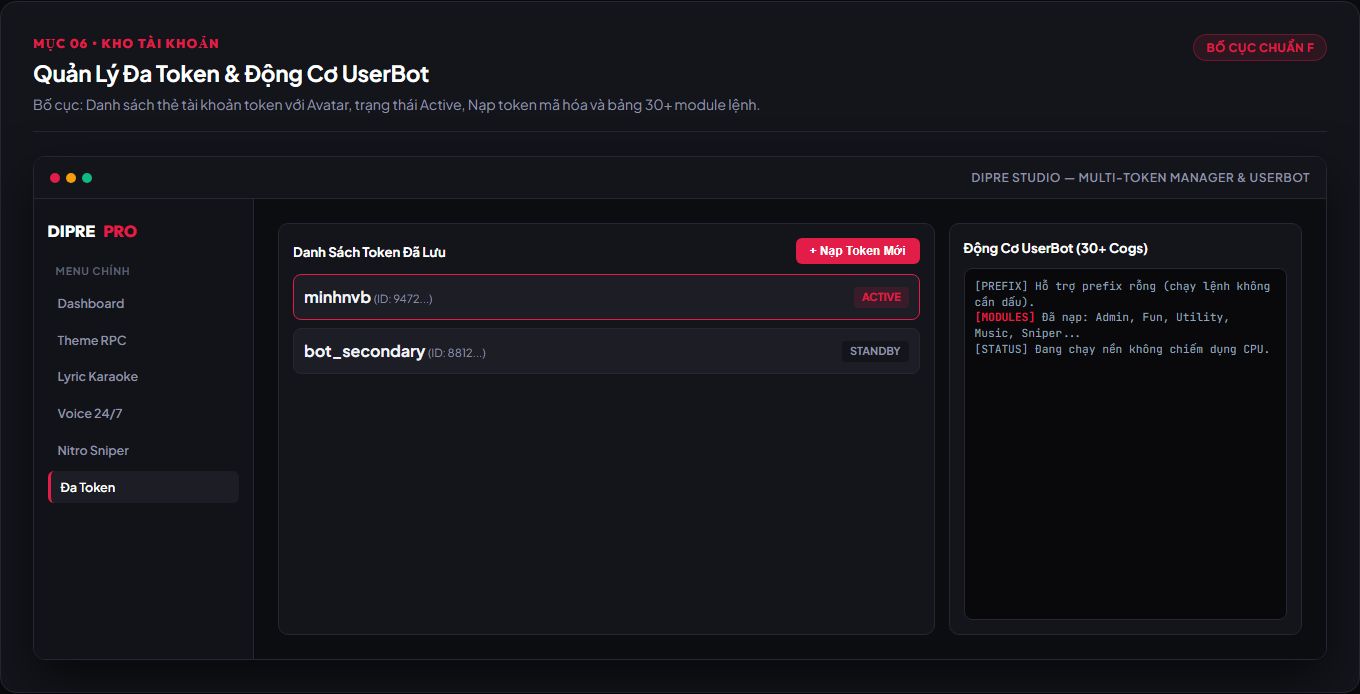 MỤC 06 • KHO TÀI KHOẢN
BỐ CỤC CHUẨN F
Quản Lý Đa Token & Động Cơ UserBot
Bố cục: Danh sách thẻ tài khoản token với Avatar, trạng thái Active, Nạp token mã hóa và bảng 30+ module lệnh.
DIPRE STUDIO — MULTI-TOKEN MANAGER & USERBOT
DIPRE PRO
MENU CHÍNH
Dashboard
Theme RPC
Lyric Karaoke
Voice 24/7
Nitro Sniper
Đa Token
Danh Sách Token Đã Lưu
+ Nạp Token Mới
minhnvb (ID: 9472...)
ACTIVE
bot_secondary (ID: 8812...)
STANDBY
Động Cơ UserBot (30+ Cogs)
[PREFIX] Hỗ trợ prefix rỗng (chạy lệnh không
cần dấu).
[MODULES] Đã nạp: Admin, Fun, Utility,
Music, Sniper...
[STATUS] Đang chạy nền không chiếm dụng CPU.